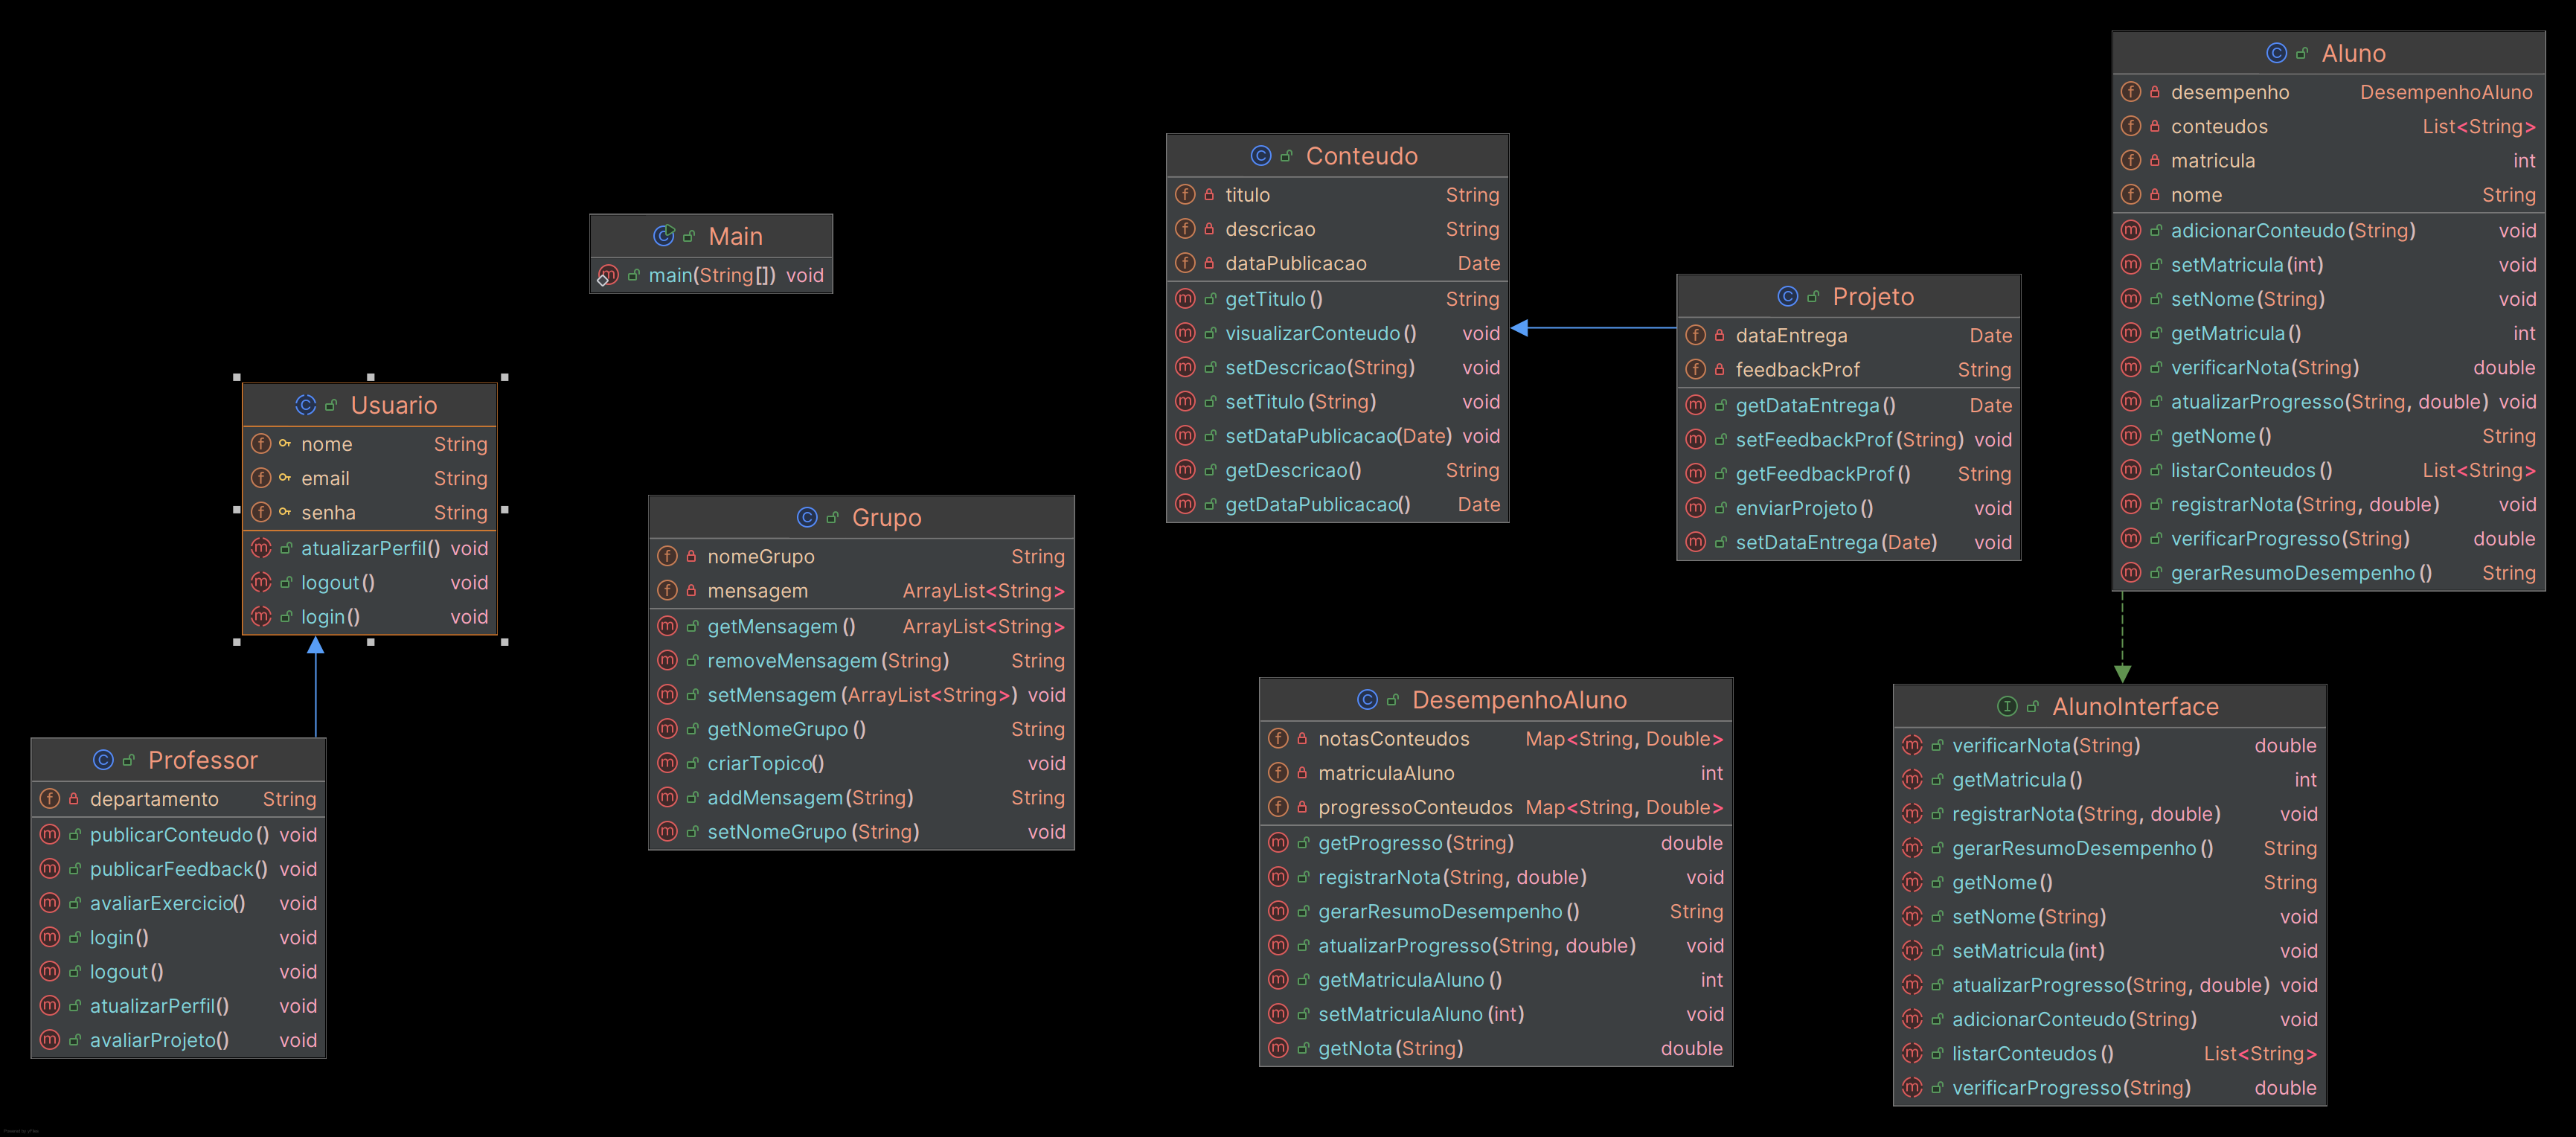 Main
main(String[]) void
Usuario
nome String
email String
senha String
atualizarPerfil() void
logout() void
login() void
Professor
departamento String
publicarConteudo() void
publicarFeedback() void
avaliarExercicio() void
login() void
logout() void
atualizarPerfil() void
avaliarProjeto() void
Grupo
nomeGrupo String
mensagem ArrayList<String>
getMensagem() ArrayList<String>
removeMensagem(String) String
setMensagem(ArrayList<String>) void
getNomeGrupo() String
criarTopico() void
addMensagem(String) String
setNomeGrupo(String) void
Conteudo
titulo String
descricao String
dataPublicacao Date
getTitulo() String
visualizarConteudo() void
setDescricao(String) void
setTitulo(String) void
setDataPublicacao(Date) void
getDescricao() String
getDataPublicacao() Date
Projeto
dataEntrega Date
feedbackProf String
getDataEntrega() Date
setFeedbackProf(String) void
getFeedbackProf() String
enviarProjeto() void
setDataEntrega(Date) void
DesempenhoAluno
notasConteudos Map<String, Double>
matriculaAluno int
progressoConteudos Map<String, Double>
getProgresso(String) double
registrarNota(String, double) void
gerarResumoDesempenho() String
atualizarProgresso(String, double) void
getMatriculaAluno() int
setMatriculaAluno(int) void
getNota(String) double
Aluno
desempenho DesempenhoAluno
conteudos List<String>
matricula int
nome String
adicionarConteudo(String) void
setMatricula(int) void
setNome(String) void
getMatricula() int
verificarNota(String) double
atualizarProgresso(String, double) void
getNome() String
listarConteudos() List<String>
registrarNota(String, double) void
verificarProgresso(String) double
gerarResumoDesempenho() String
AlunoInterface
verificarNota(String) double
getMatricula() int
registrarNota(String, double) void
gerarResumoDesempenho() String
getNome() String
setNome(String) void
setMatricula(int) void
atualizarProgresso(String, double) void
adicionarConteudo(String) void
listarConteudos() List<String>
verificarProgresso(String) double